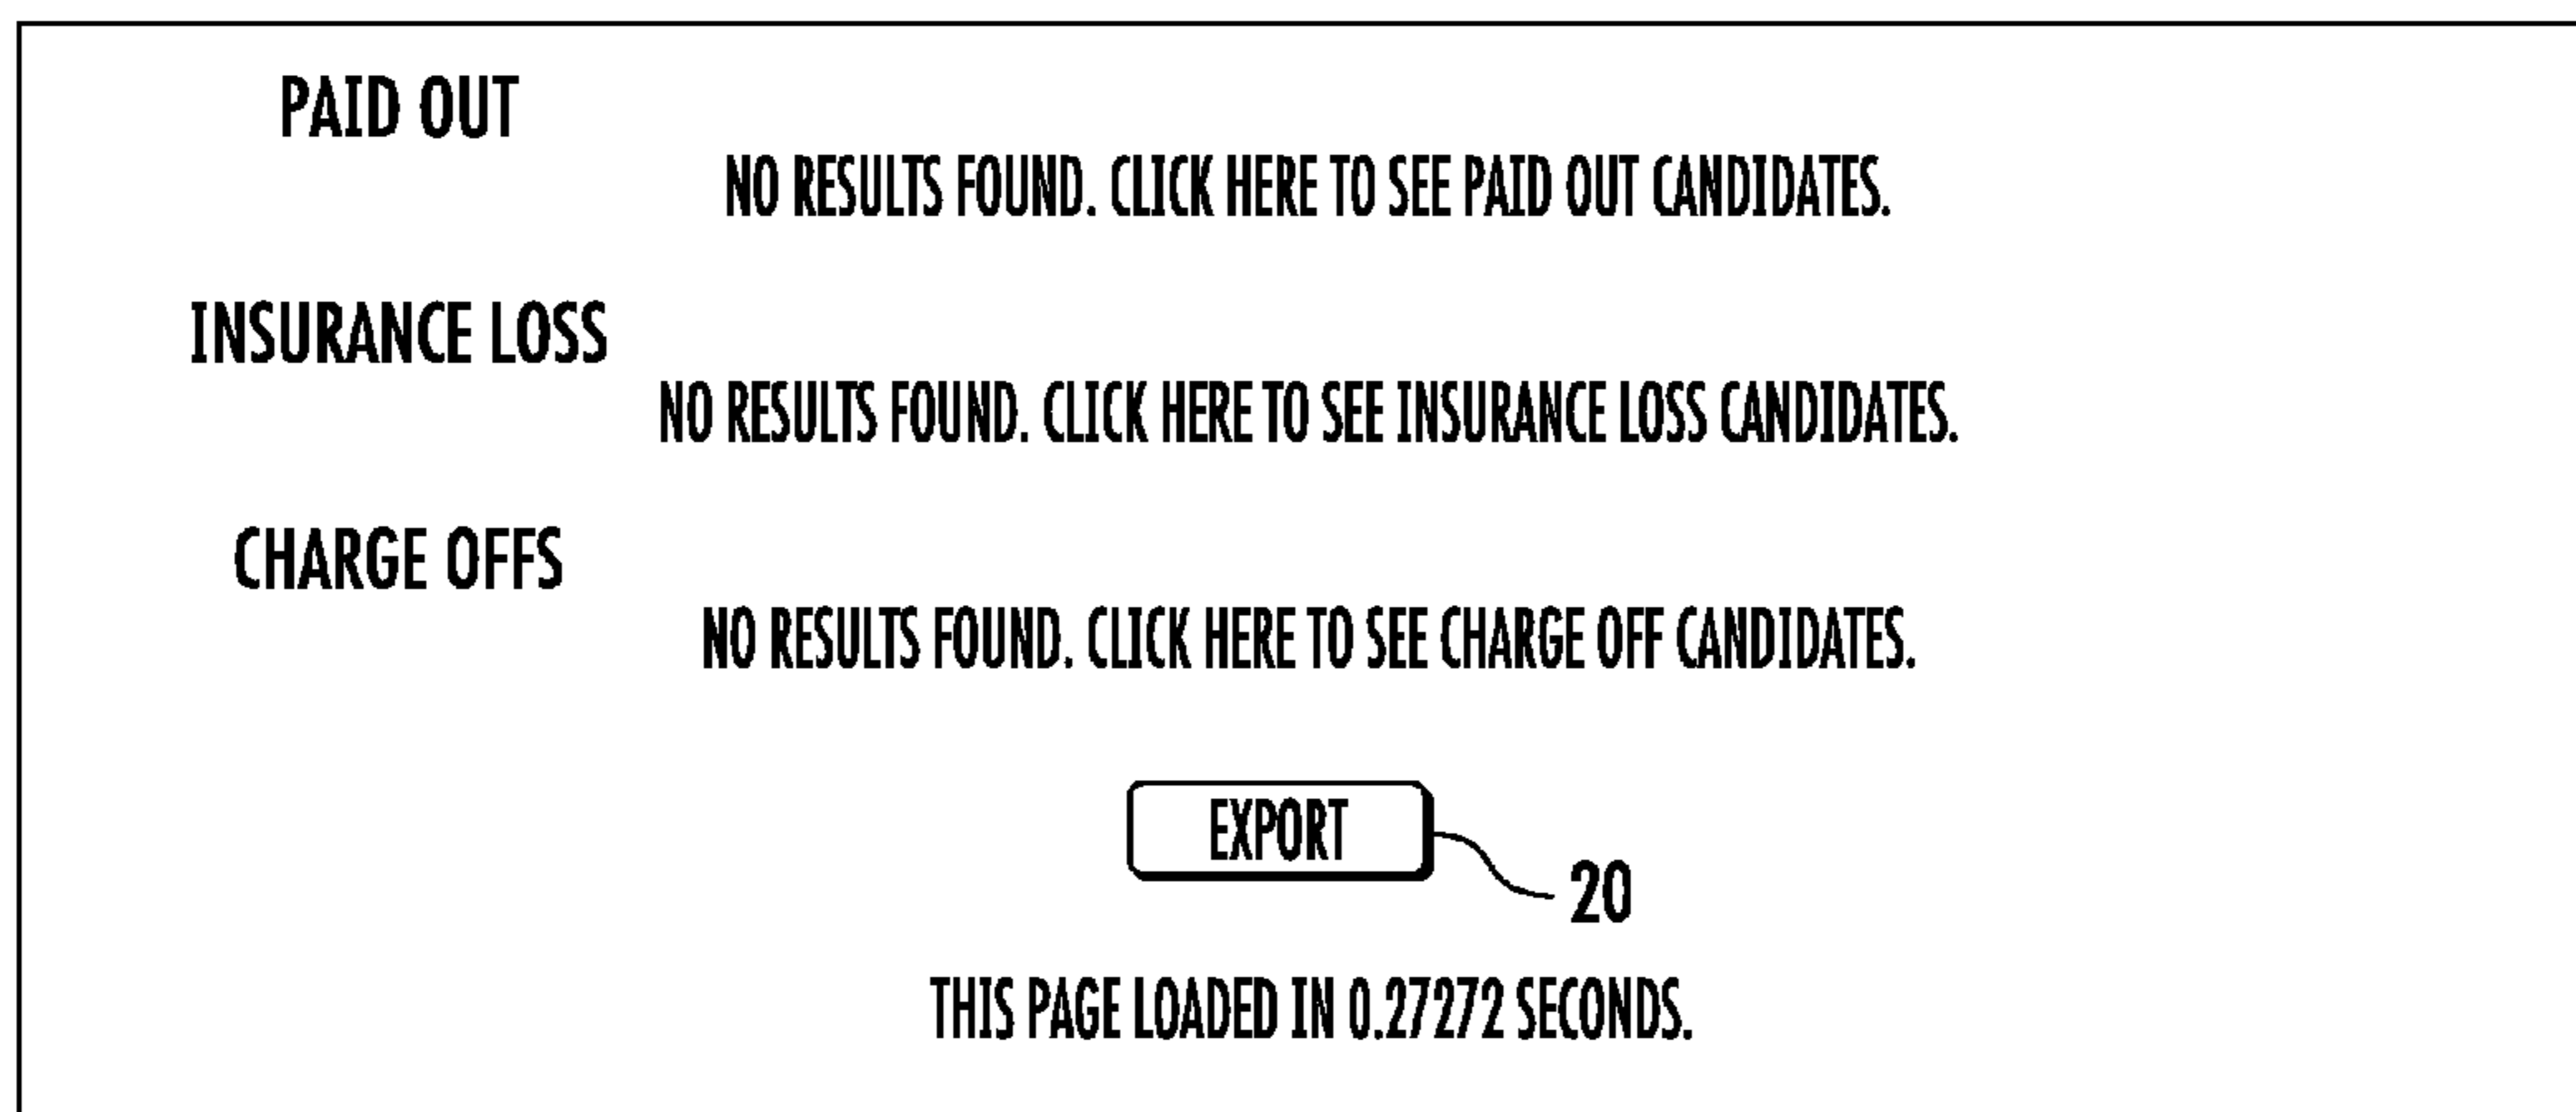 PAID OUT
NO RESULTS FOUND. CLICK HERE TO SEE PAID OUT CANDIDATES.
INSURANCE LOSS
NO RESULTS FOUND. CLICK HERE TO SEE INSURANCE LOSS CANDIDATES.
CHARGE OFFS
NO RESULTS FOUND. CLICK HERE TO SEE CHARGE OFF CANDIDATES.
EXPORT
20
THIS PAGE LOADED IN 0.27272 SECONDS.